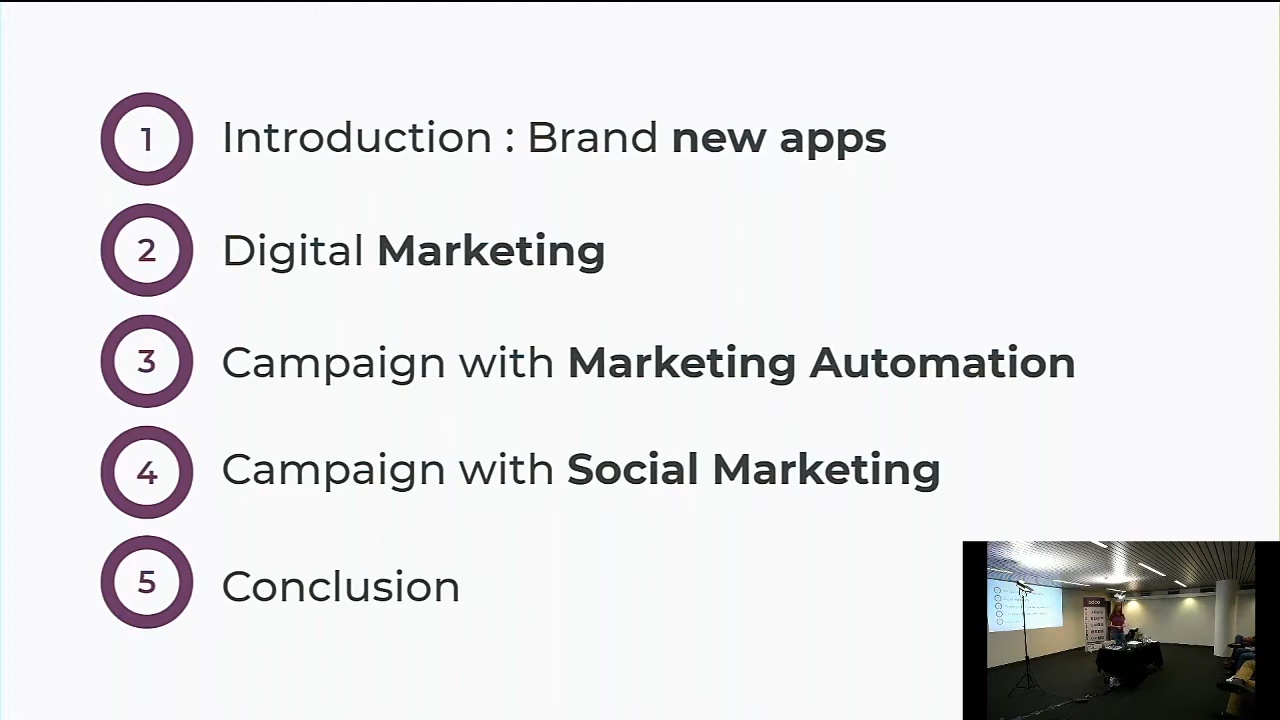 1 Introduction : Brand new apps
2 Digital Marketing
3 Campaign with Marketing Automation
4 Campaign with Social Marketing
5 Conclusion
odoo